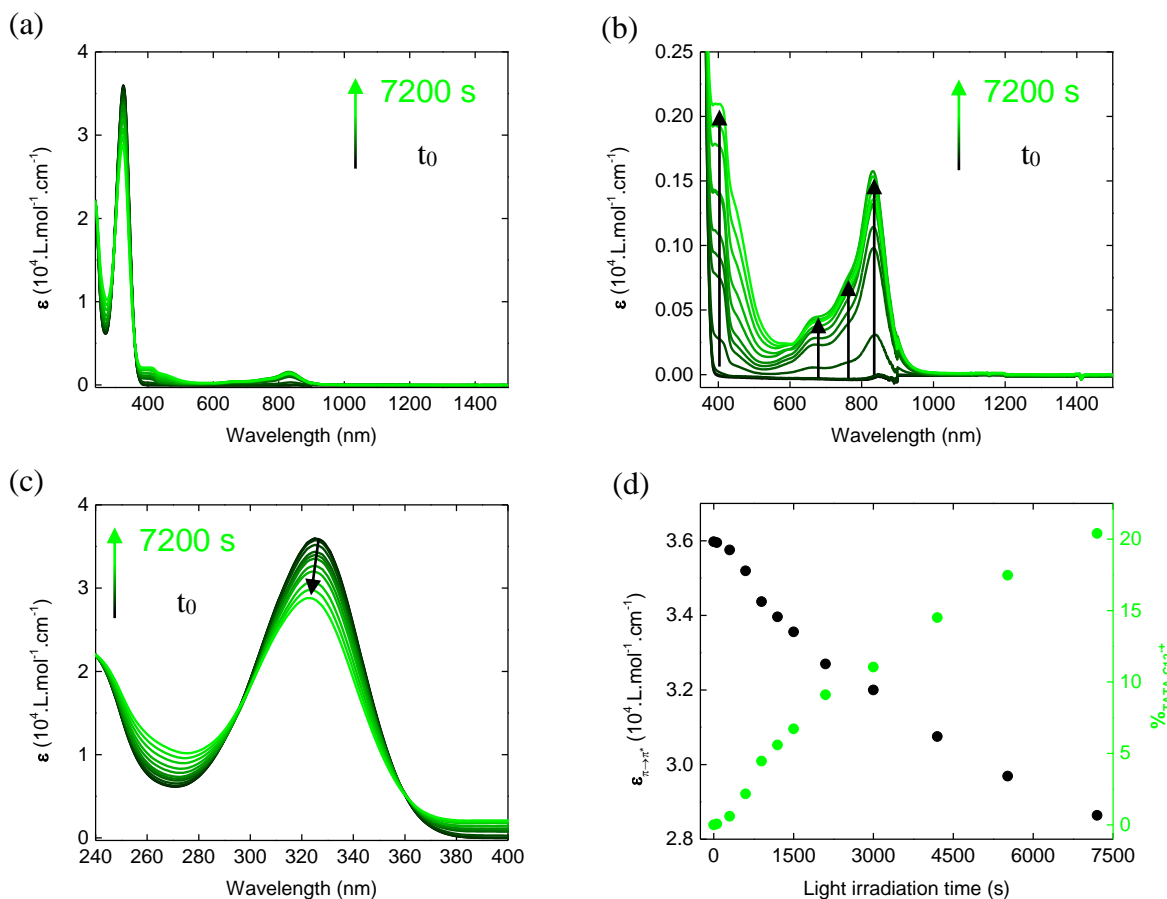 (a)
4
3
2
1
0
400 600 800 1000 1200 1400
ε (10⁴.L.mol⁻¹.cm⁻¹)
Wavelength (nm)
7200 s
t₀
(b)
0.25
0.20
0.15
0.10
0.05
0.00
400 600 800 1000 1200 1400
ε (10⁴.L.mol⁻¹.cm⁻¹)
Wavelength (nm)
7200 s
t₀
(c)
4
3
2
1
0
240 260 280 300 320 340 360 380 400
ε (10⁴.L.mol⁻¹.cm⁻¹)
Wavelength (nm)
7200 s
t₀
(d)
3.6
3.4
3.2
3.0
2.8
0 1500 3000 4500 6000 7500
ε π→π* (10⁴.L.mol⁻¹.cm⁻¹)
Light irradiation time (s)
20
15
10
5
0